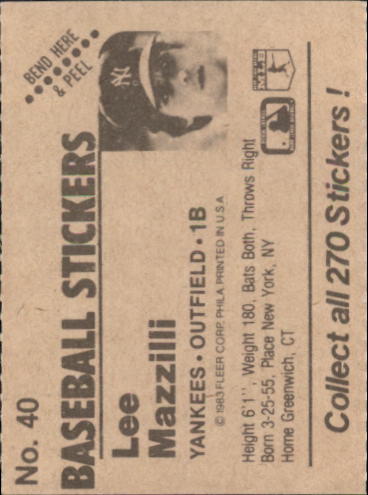 No. 40
BEND HERE
& PEEL
BASEBALL STICKERS
Lee
Mazzilli
YANKEES • OUTFIELD • 1B
© 1983 FLEER CORP. PHILA. PRINTED IN U.S.A.
Height 6'1'', Weight 180, Bats Both, Throws Right
Born 3-25-55, Place New York, NY
Home Greenwich, CT
Collect all 270 Stickers!